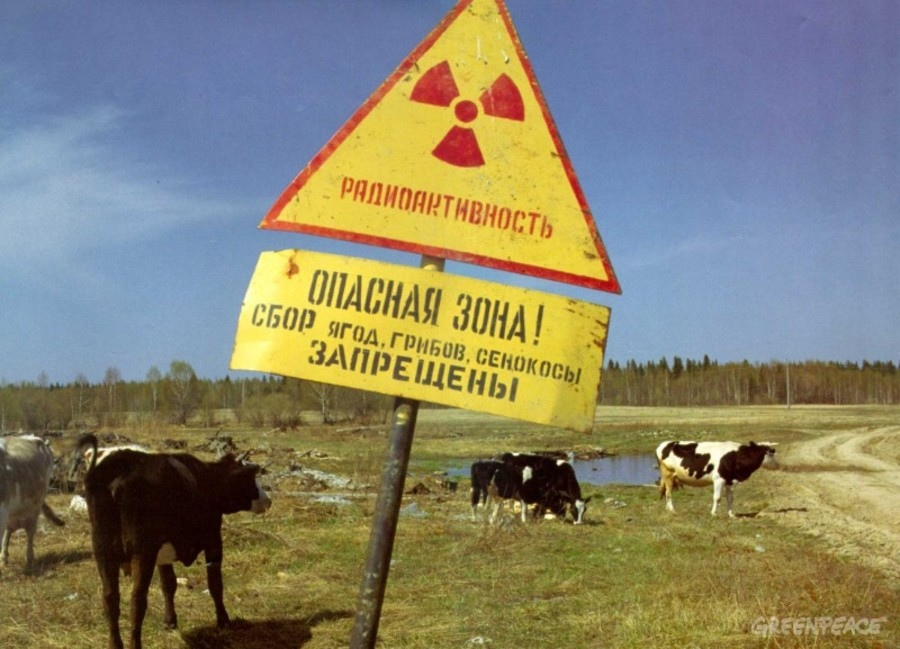 РАДИОАКТИВНОСТЬ
ОПАСНАЯ ЗОНА!
СБОР ЯГОД, ГРИБОВ, СЕНОКОСЫ
ЗАПРЕЩЕНЫ
GREENPEACE